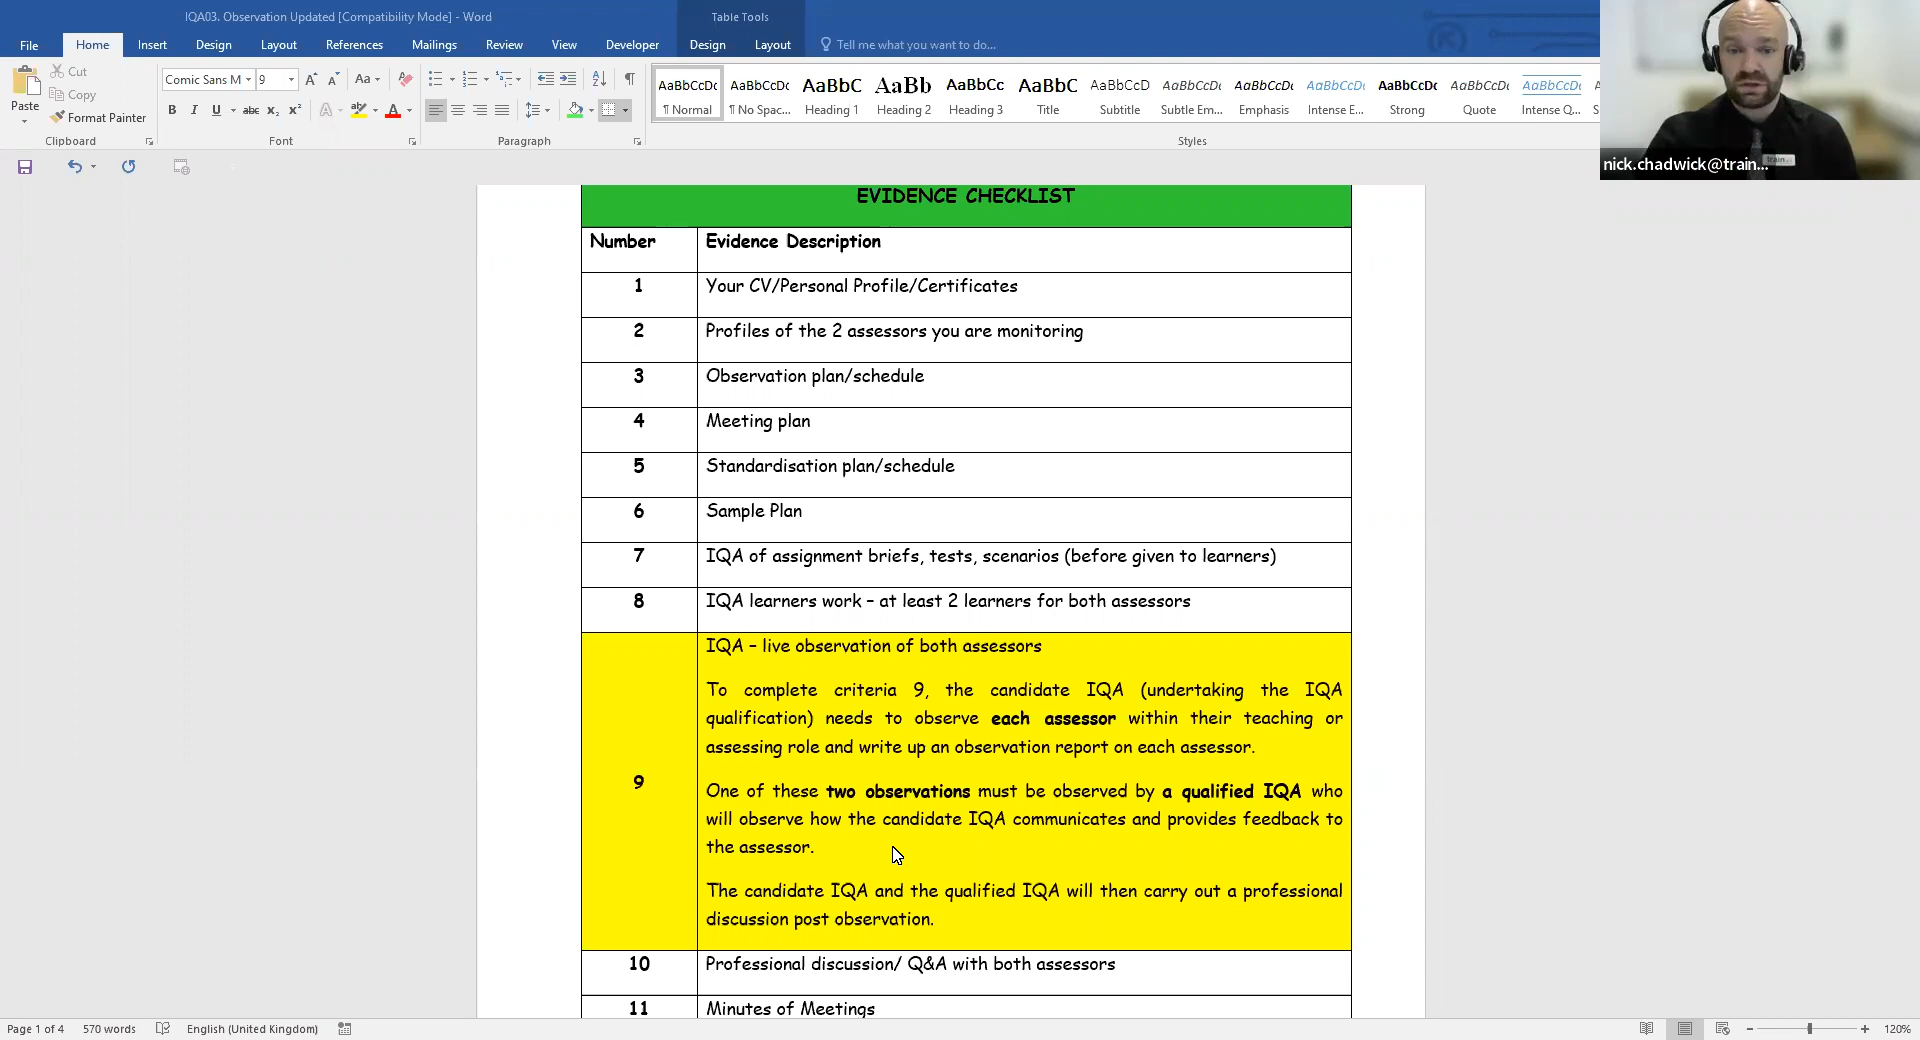 IQA03. Observation Updated [Compatibility Mode] - Word
Table Tools
File Home Insert Design Layout References Mailings Review View Developer Design Layout Tell me what you want to do...
Paste
Cut
Copy
Format Painter
Clipboard
Comic Sans M 9
Font
Paragraph
AaBbCcDc AaBbCcDc AaBbC AaBb AaBbCc AaBbC AaBbCcD AaBbCcDc AaBbCcDc AaBbCcDc AaBbCcDc AaBbCcDc AaBbCcDc
¶ Normal ¶ No Spac... Heading 1 Heading 2 Heading 3 Title Subtitle Subtle Em... Emphasis Intense E... Strong Quote Intense Q...
Styles
nick.chadwick@train...
EVIDENCE CHECKLIST
Number Evidence Description
1 Your CV/Personal Profile/Certificates
2 Profiles of the 2 assessors you are monitoring
3 Observation plan/schedule
4 Meeting plan
5 Standardisation plan/schedule
6 Sample Plan
7 IQA of assignment briefs, tests, scenarios (before given to learners)
8 IQA learners work – at least 2 learners for both assessors
IQA – live observation of both assessors
To complete criteria 9, the candidate IQA (undertaking the IQA
qualification) needs to observe each assessor within their teaching or
assessing role and write up an observation report on each assessor.
9
One of these two observations must be observed by a qualified IQA who
will observe how the candidate IQA communicates and provides feedback to
the assessor.
The candidate IQA and the qualified IQA will then carry out a professional
discussion post observation.
10 Professional discussion/ Q&A with both assessors
11 Minutes of Meetings
Page 1 of 4 570 words English (United Kingdom) 120%